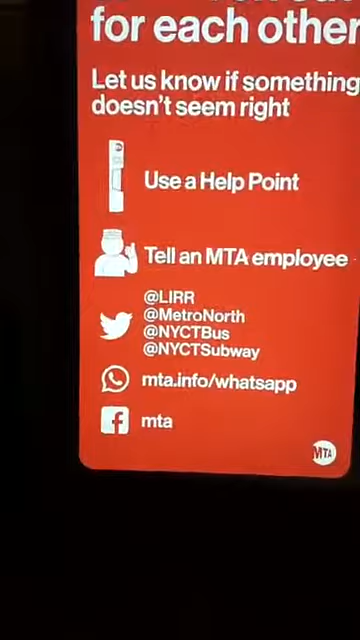 for each other
Let us know if something
doesn't seem right
Use a Help Point
Tell an MTA employee
@LIRR
@MetroNorth
@NYCTBus
@NYCTSubway
mta.info/whatsapp
mta
MTA